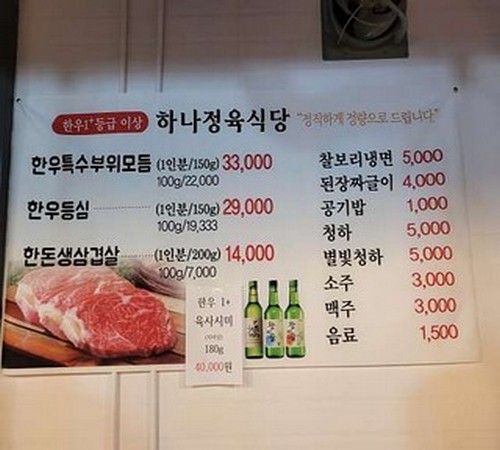 한우1+등급 이상 하나정육식당 "정직하게 정량으로 드립니다"
한우특수부위모듬 (1인분/150g) 33,000
100g/22,000
한우등심 (1인분/150g) 29,000
100g/19,333
한돈생삼겹살 (1인분/200g) 14,000
100g/7,000
한우 1+
육사시미
180g
40,000원
찰보리냉면 5,000
된장짜글이 4,000
공기밥 1,000
청하 5,000
별빛청하 5,000
소주 3,000
맥주 3,000
음료 1,500